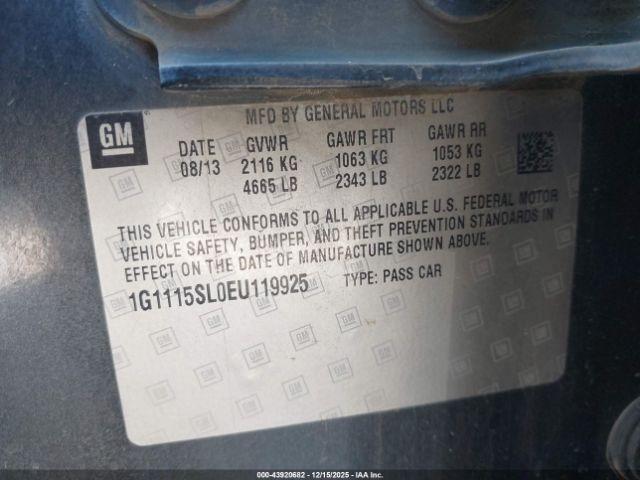 MFD BY GENERAL MOTORS LLC
GM
DATE GVWR GAWR FRT GAWR RR
08/13 2116 KG 1063 KG 1053 KG
4665 LB 2343 LB 2322 LB
THIS VEHICLE CONFORMS TO ALL APPLICABLE U.S. FEDERAL MOTOR
VEHICLE SAFETY, BUMPER, AND THEFT PREVENTION STANDARDS IN
EFFECT ON THE DATE OF MANUFACTURE SHOWN ABOVE.
1G1115SL0EU119925 TYPE: PASS CAR
00-43920682 - 12/15/2025 - IAA Inc.